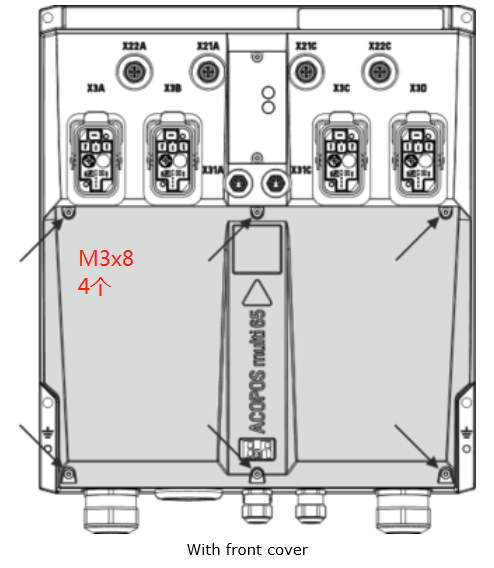 X22A X21A X21C X22C
X3A X3B X3C X3D
X31A X31C
M3x8
4个
ACOPOS multi 65
With front cover